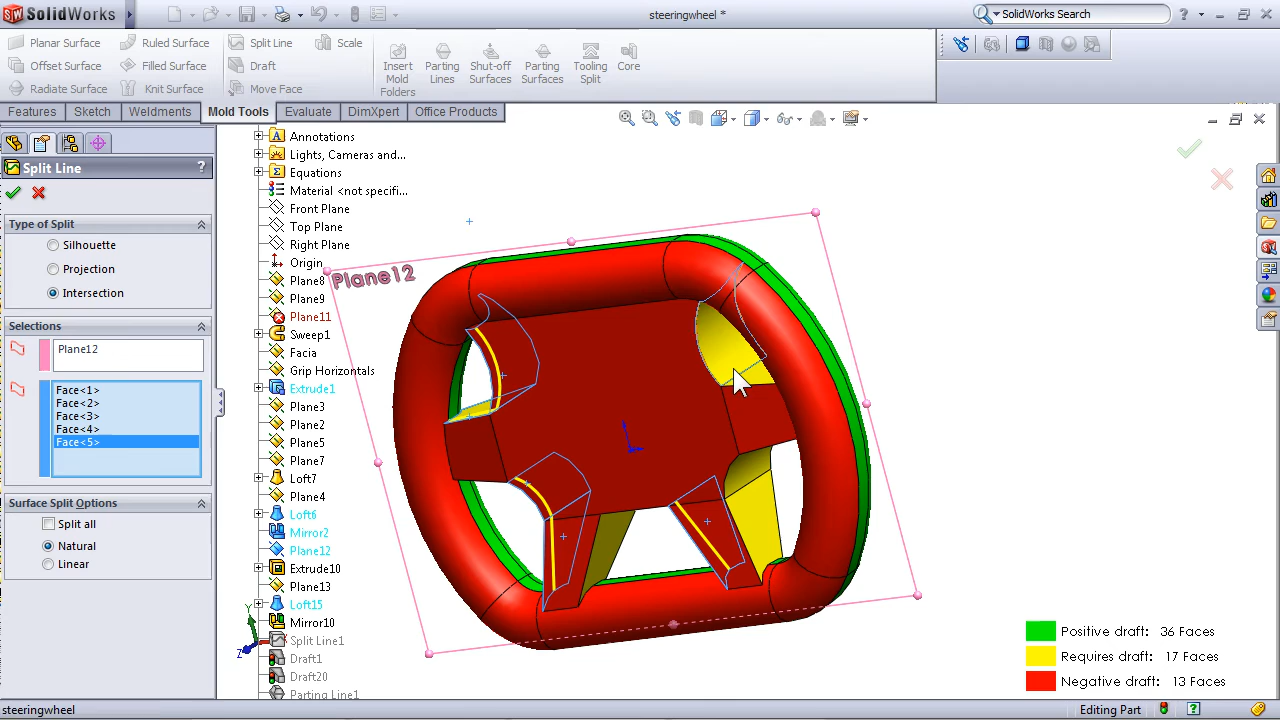 SolidWorks
steeringwheel *
SolidWorks Search
?
Planar Surface
Ruled Surface
Split Line
Scale
Offset Surface
Filled Surface
Draft
Radiate Surface
Knit Surface
Move Face
Insert Mold Folders
Parting Lines
Shut-off Surfaces
Parting Surfaces
Tooling Split
Core
Features
Sketch
Weldments
Mold Tools
Evaluate
DimXpert
Office Products
Split Line
?
Type of Split
Silhouette
Projection
Intersection
Selections
Plane12
Face<1>
Face<2>
Face<3>
Face<4>
Face<5>
Surface Split Options
Split all
Natural
Linear
Annotations
Lights, Cameras and...
Equations
Material <not specifi...
Front Plane
Top Plane
Right Plane
Origin
Plane8
Plane9
Plane11
Sweep1
Facia
Grip Horizontals
Extrude1
Plane3
Plane2
Plane5
Plane7
Loft7
Plane4
Loft6
Mirror2
Plane12
Extrude10
Plane13
Loft15
Mirror10
Split Line1
Draft1
Draft20
Parting Line1
Plane12
Y
Z
Positive draft: 36 Faces
Requires draft: 17 Faces
Negative draft: 13 Faces
steeringwheel
Editing Part
?